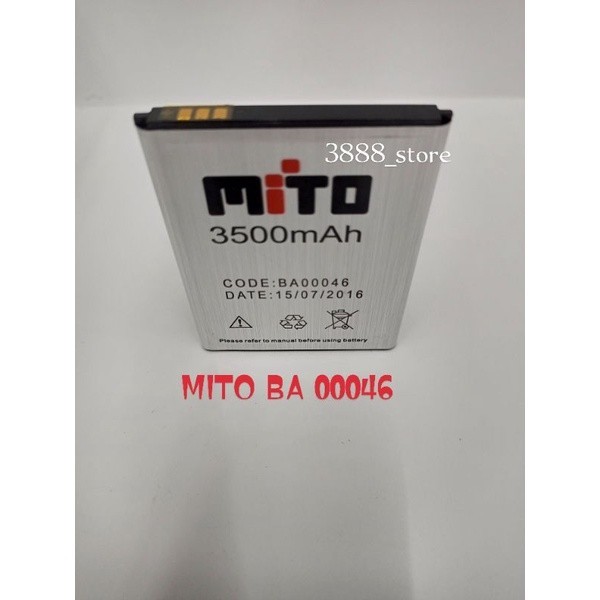 3888_store
MiTO
3500mAh
CODE:BA00046
DATE:15/07/2016
Please refer to manual before using battery
MITO BA 00046